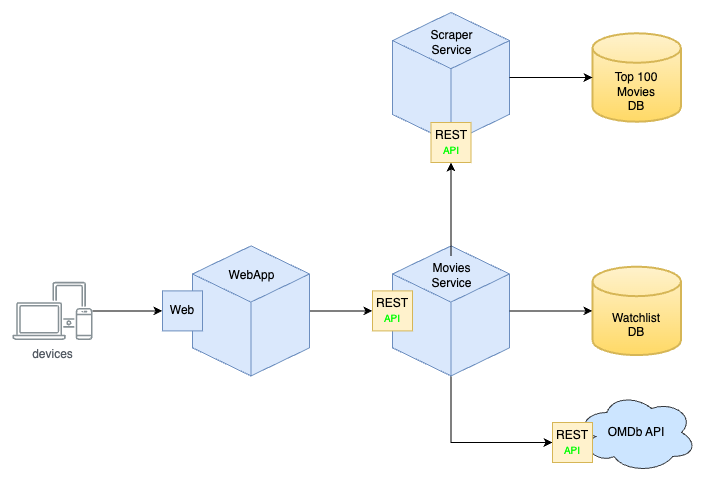 Scraper
Service
Top 100
Movies
DB
REST
API
WebApp
Movies
Service
Web
REST
API
Watchlist
DB
devices
REST
API
OMDb API